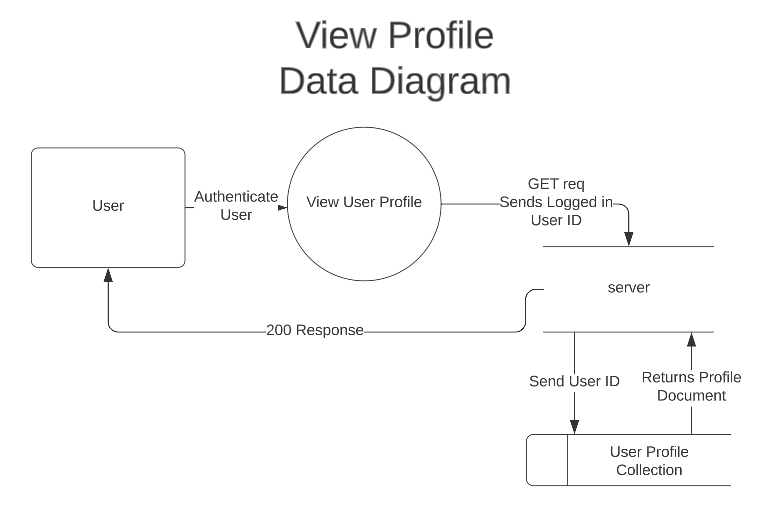 View Profile
Data Diagram
User
Authenticate
User
View User Profile
GET req
Sends Logged in
User ID
server
200 Response
Send User ID
Returns Profile
Document
User Profile
Collection